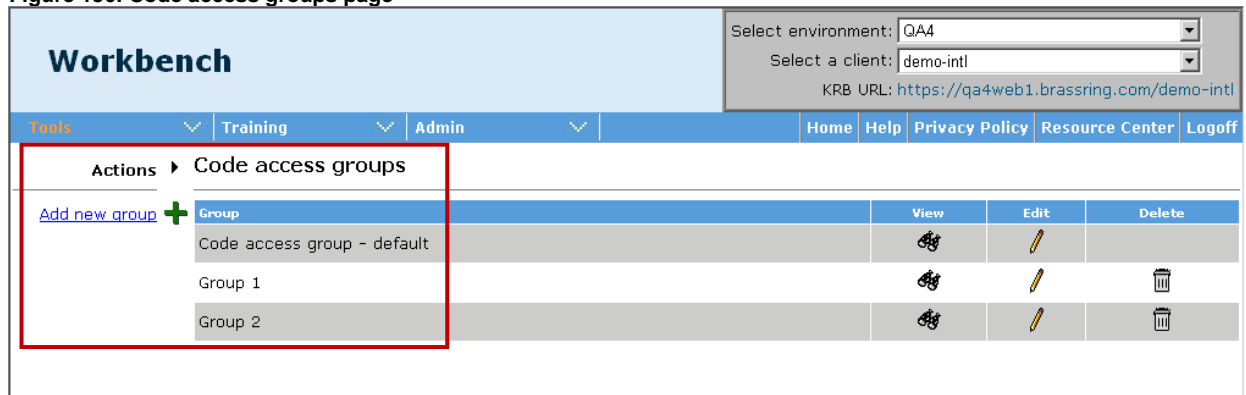 Select environment: QA4
Workbench
Select a client: demo-intl
KRB URL: https://qa4web1.brassring.com/demo-intl
Tools Training Admin Home Help Privacy Policy Resource Center Logoff
Actions Code access groups
Add new group Group View Edit Delete
Code access group - default
Group 1
Group 2